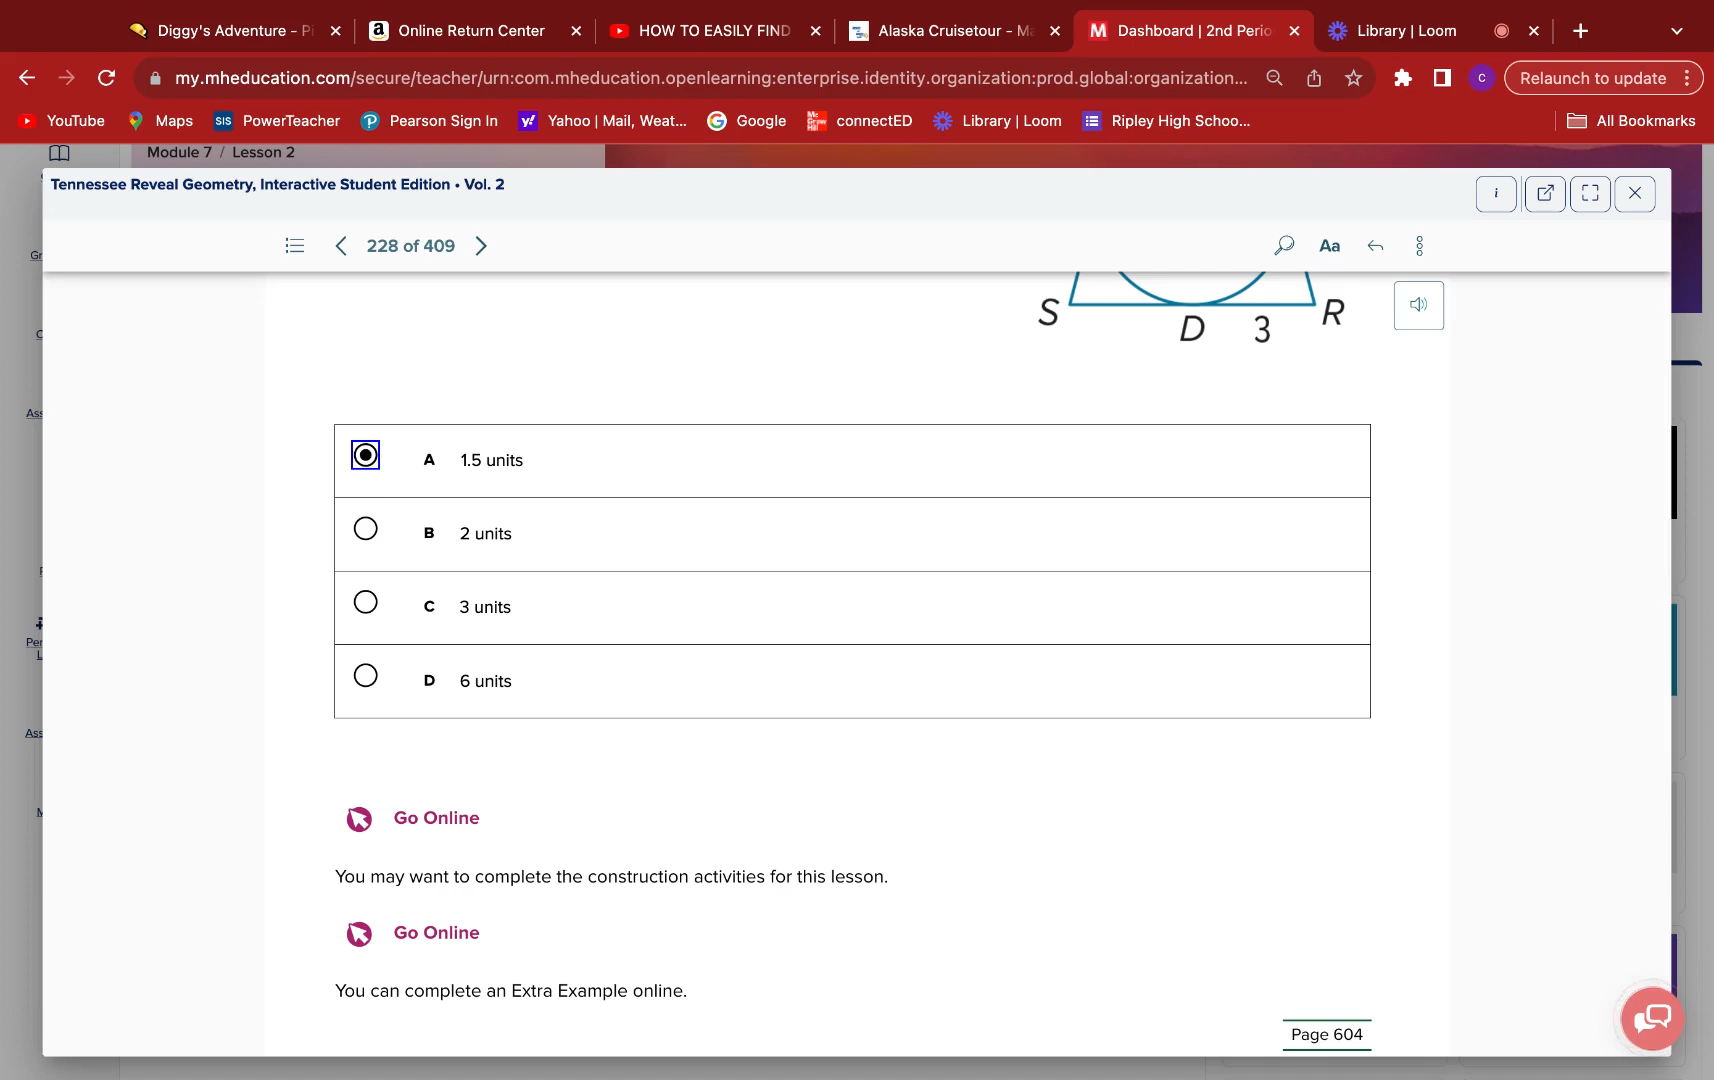 Diggy's Adventure - Pi
Online Return Center
HOW TO EASILY FIND
Alaska Cruisetour - Ma
Dashboard | 2nd Perio
Library | Loom
my.mheducation.com/secure/teacher/urn:com.mheducation.openlearning:enterprise.identity.organization:prod.global:organization...
C
Relaunch to update
YouTube
Maps
SIS PowerTeacher
Pearson Sign In
Yahoo | Mail, Weat...
Google
connectED
Library | Loom
Ripley High Schoo...
All Bookmarks
Module 7 / Lesson 2
Tennessee Reveal Geometry, Interactive Student Edition • Vol. 2
i
228 of 409
Aa
S
D 3
R
A 1.5 units
B 2 units
C 3 units
D 6 units
Go Online
You may want to complete the construction activities for this lesson.
Go Online
You can complete an Extra Example online.
Page 604
Gr
Ass
Per
L
Ass